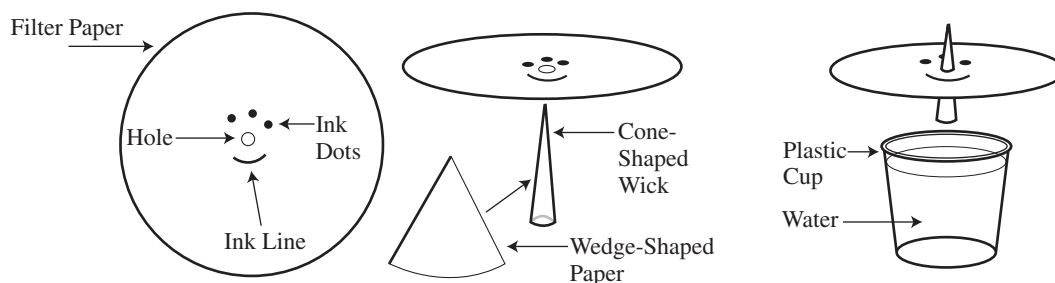 Filter Paper
Hole
Ink
Dots
Ink Line
Cone-
Shaped
Wick
Wedge-Shaped
Paper
Plastic
Cup
Water